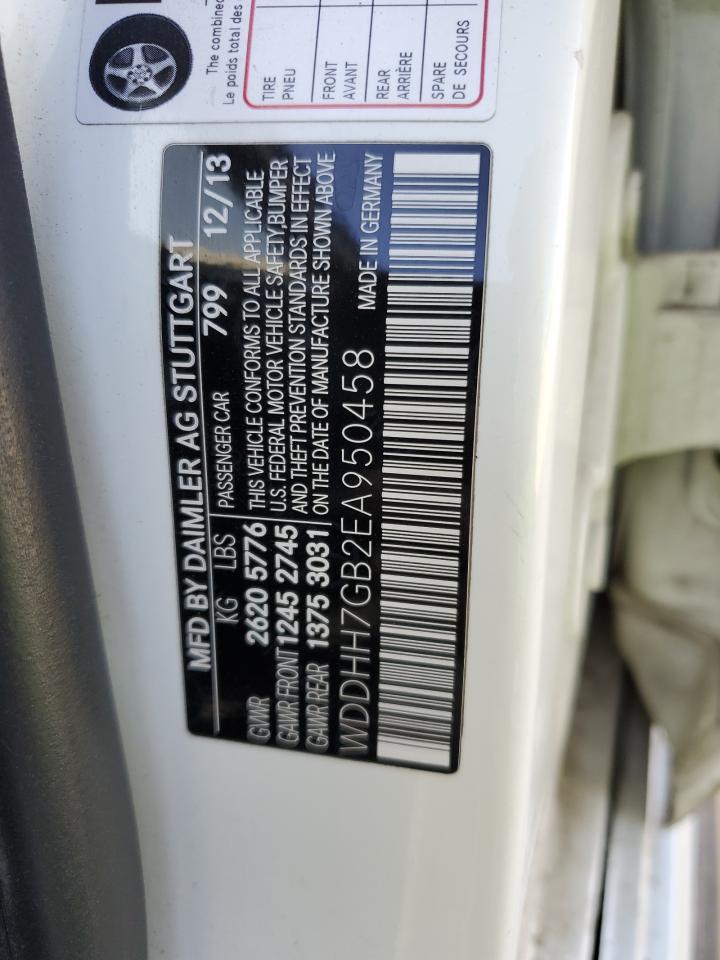 The combined
Le poids total des
TIRE
PNEU
FRONT
AVANT
REAR
ARRIÈRE
SPARE
DE SECOURS
MFD BY DAIMLER AG STUTTGART
KG LBS PASSENGER CAR 799 12/13
GVWR 2620 5776 THIS VEHICLE CONFORMS TO ALL APPLICABLE
GAWR FRONT 1245 2745 U.S. FEDERAL MOTOR VEHICLE SAFETY,BUMPER
GAWR REAR 1375 3031 AND THEFT PREVENTION STANDARDS IN EFFECT
ON THE DATE OF MANUFACTURE SHOWN ABOVE
WDDHH7GB2EA950458 MADE IN GERMANY